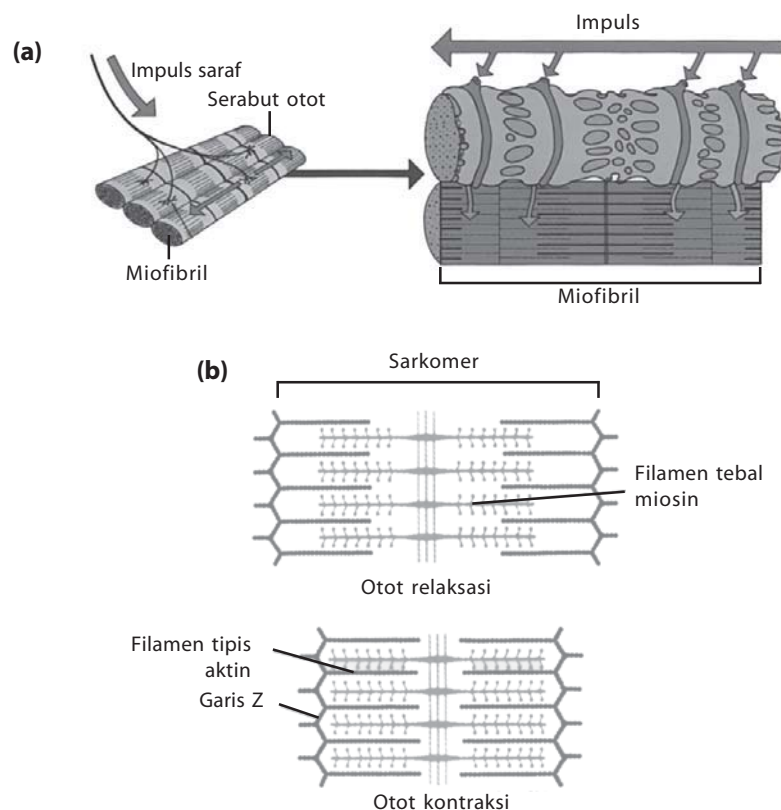 (a)
Impuls saraf
Serabut otot
Miofibril
Impuls
Miofibril
(b)
Sarkomer
Filamen tebal
miosin
Otot relaksasi
Filamen tipis
aktin
Garis Z
Otot kontraksi